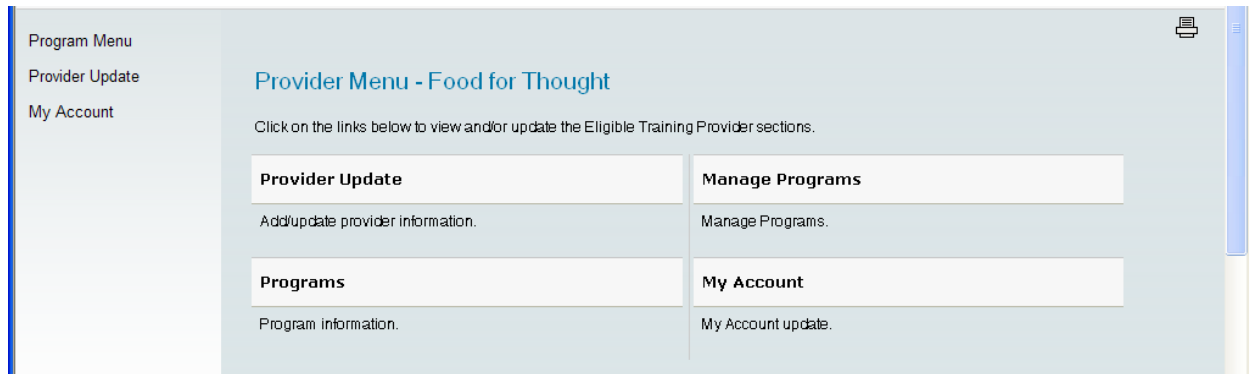 Program Menu
Provider Update
My Account
Provider Menu - Food for Thought
Click on the links below to view and/or update the Eligible Training Provider sections.
Provider Update
Manage Programs
Add/update provider information.
Manage Programs.
Programs
My Account
Program information.
My Account update.